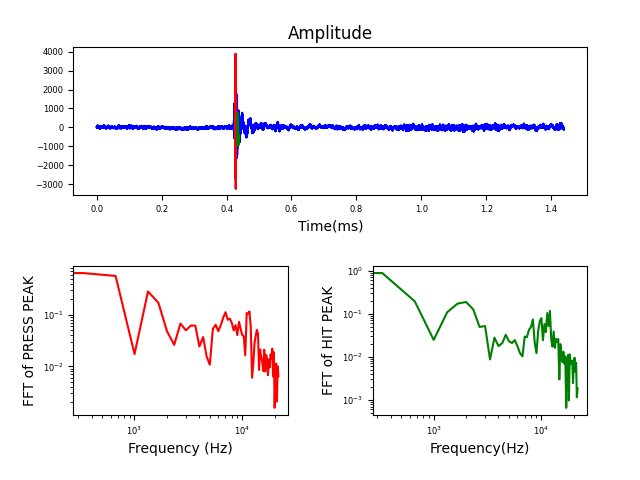 Amplitude
4000
3000
2000
1000
0
−1000
−2000
−3000
0.0 0.2 0.4 0.6 0.8 1.0 1.2 1.4
Time(ms)
FFT of PRESS PEAK
10⁻¹
10⁻²
10³ 10⁴
Frequency (Hz)
FFT of HIT PEAK
10⁰
10⁻¹
10⁻²
10⁻³
10³ 10⁴
Frequency(Hz)